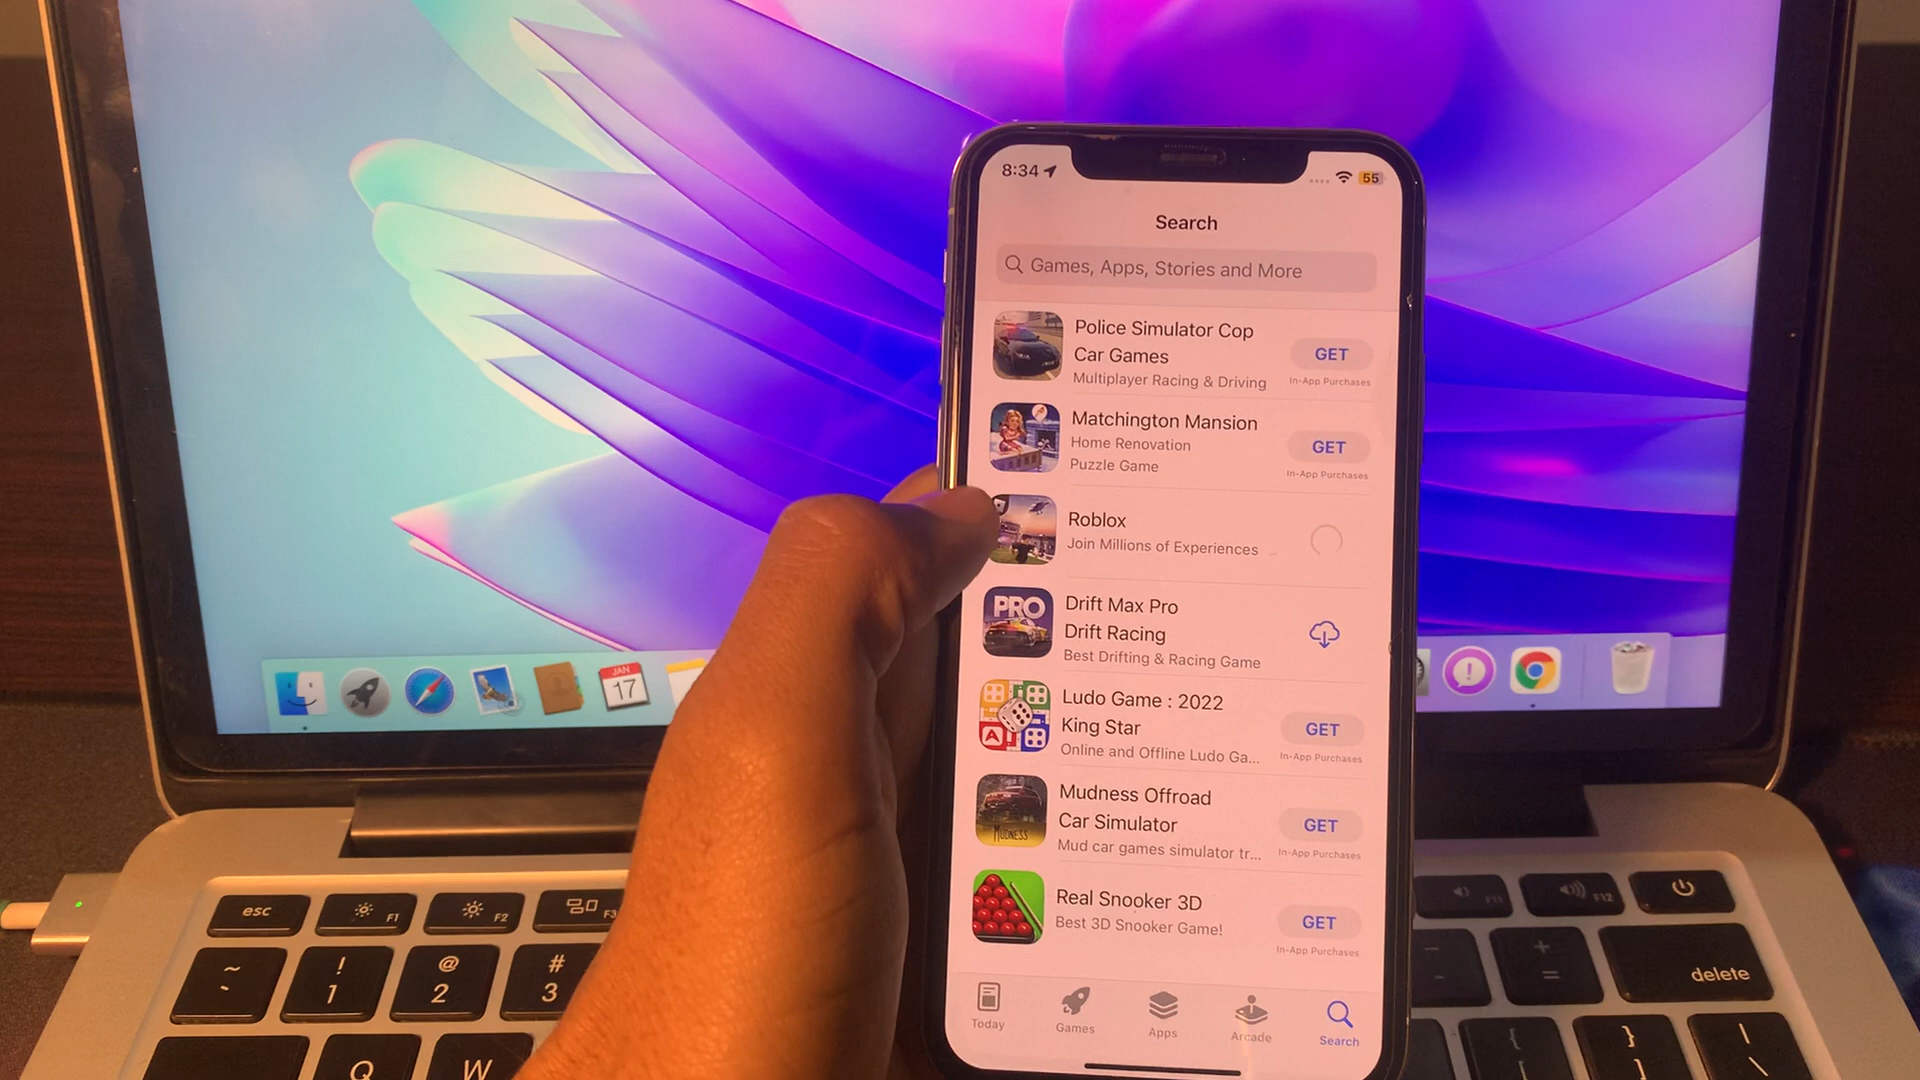 8:34
55
Search
Games, Apps, Stories and More
Police Simulator Cop
Car Games
Multiplayer Racing & Driving
GET
In-App Purchases
Matchington Mansion
Home Renovation
Puzzle Game
GET
In-App Purchases
Roblox
Join Millions of Experiences
PRO
Drift Max Pro
Drift Racing
Best Drifting & Racing Game
Ludo Game : 2022
King Star
Online and Offline Ludo Ga...
GET
In-App Purchases
A
MUDNESS
Mudness Offroad
Car Simulator
Mud car games simulator tr...
GET
In-App Purchases
Real Snooker 3D
Best 3D Snooker Game!
GET
In-App Purchases
Today
Games
Apps
Arcade
Search
JAN
17
esc
F1
F2
F3
F11
F12
~
`
!
1
@
2
#
3
Q
W
–
-
+
=
delete
{
[
}
]
|
\